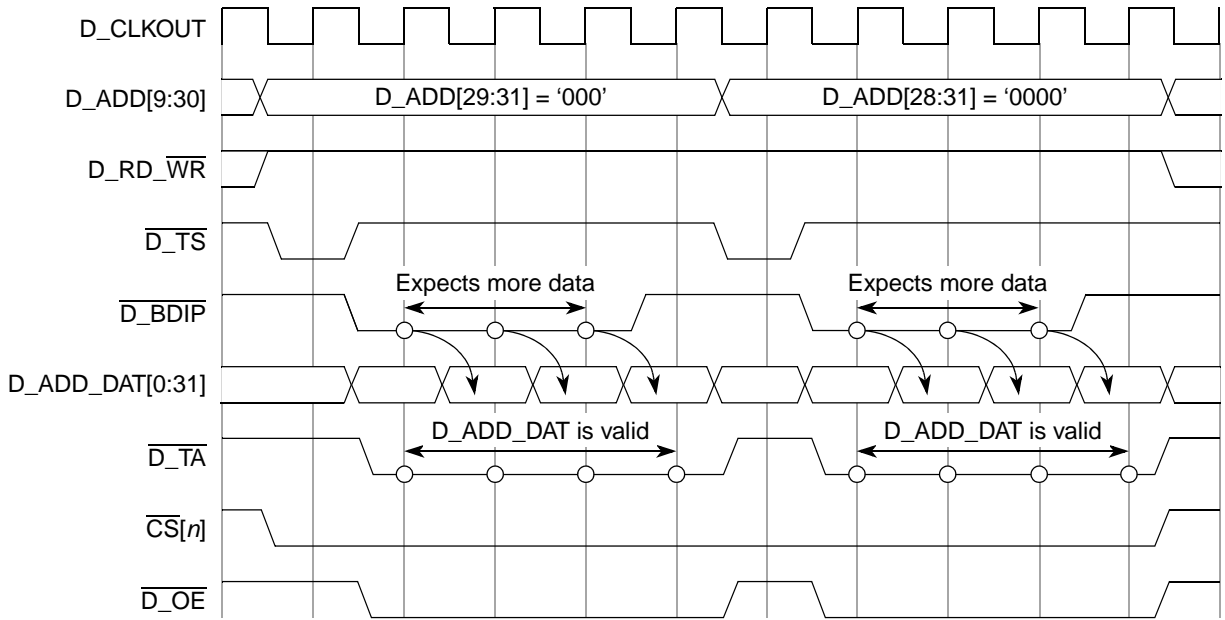 D_CLKOUT
D_ADD[9:30]
D_ADD[29:31] = ‘000’
D_ADD[28:31] = ‘0000’
D_RD_WR
D_TS
Expects more data
Expects more data
D_BDIP
D_ADD_DAT[0:31]
D_ADD_DAT is valid
D_ADD_DAT is valid
D_TA
CS[n]
D_OE